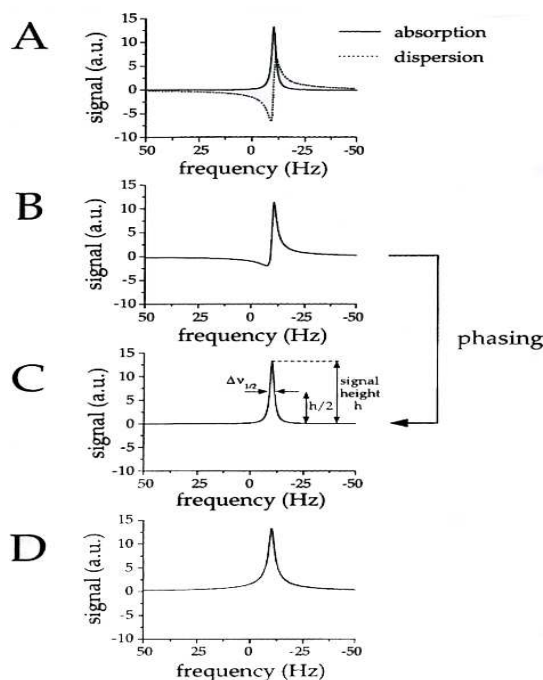 A
signal (a.u.)
15
10
5
0
-5
-10
50 25 0 -25 -50
frequency (Hz)
absorption
dispersion
B
signal (a.u.)
15
10
5
0
-5
-10
50 25 0 -25 -50
frequency (Hz)
phasing
C
signal (a.u.)
15
10
5
0
-5
-10
Δν1/2
h/2
signal
height
h
50 25 0 -25 -50
frequency (Hz)
D
signal (a.u.)
15
10
5
0
-5
-10
50 25 0 -25 -50
frequency (Hz)